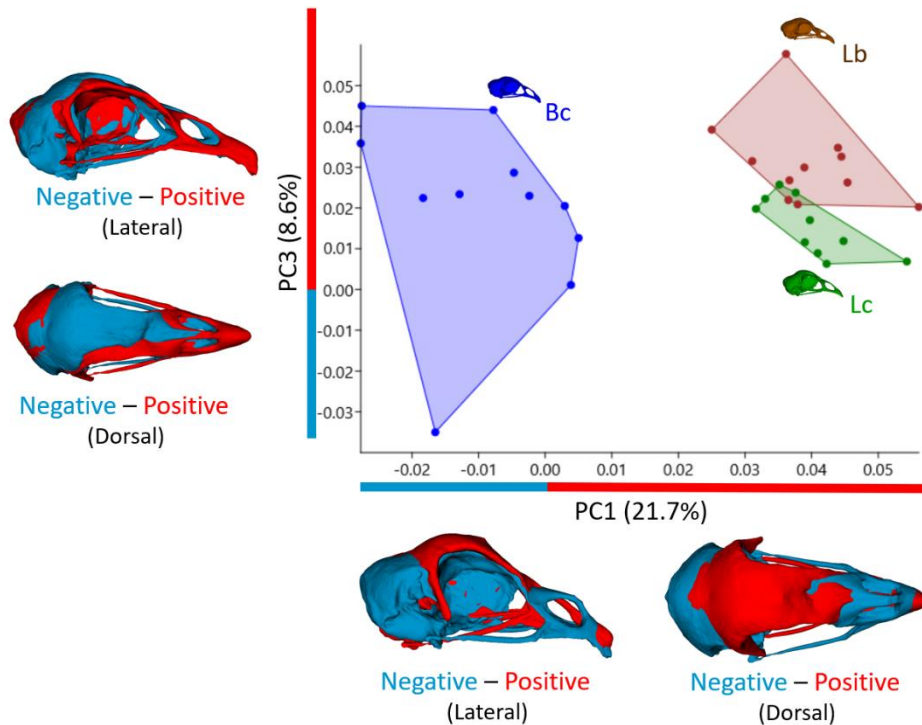 Negative – Positive
(Lateral)
Negative – Positive
(Dorsal)
PC3 (8.6%)
0.05
0.04
0.03
0.02
0.01
0.00
-0.01
-0.02
-0.03
Bc
Lb
Lc
-0.02 -0.01 0.00 0.01 0.02 0.03 0.04 0.05
PC1 (21.7%)
Negative – Positive
(Lateral)
Negative – Positive
(Dorsal)